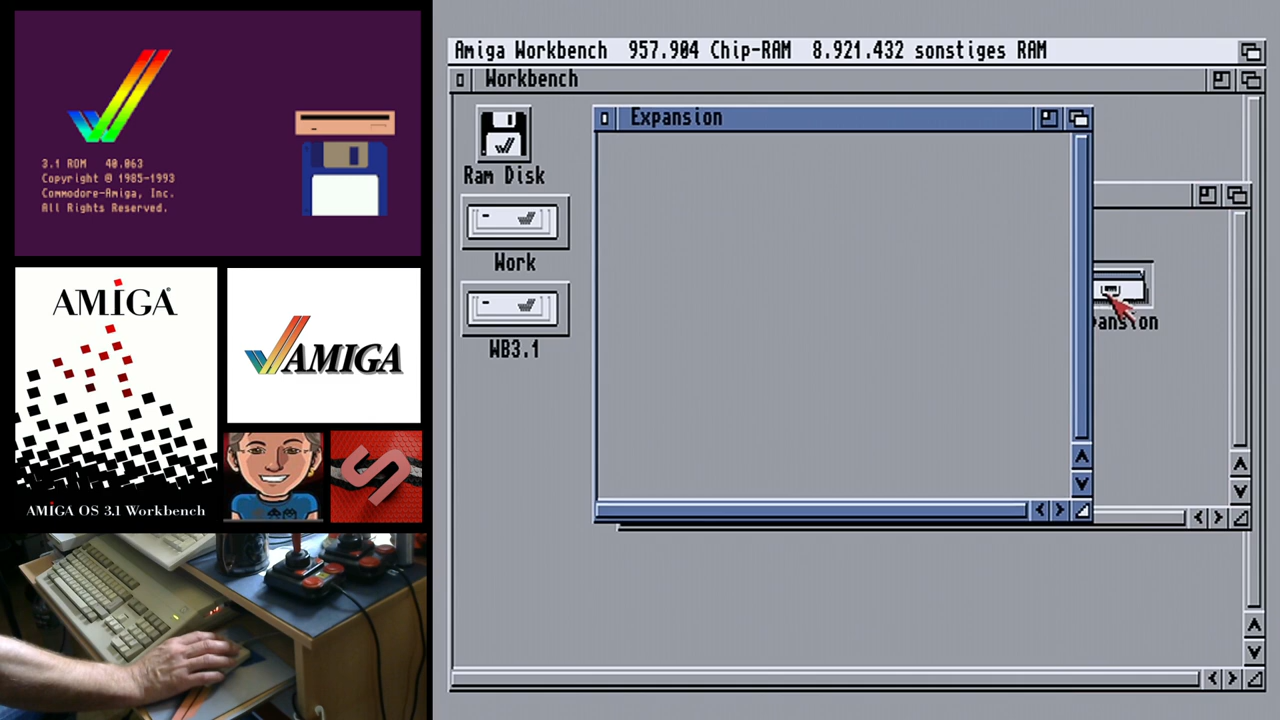 3.1 ROM 40.063
Copyright © 1985-1993
Commodore-Amiga, Inc.
All Rights Reserved.
AMIGA®
AMIGA OS 3.1 Workbench
AMIGA
Amiga Workbench 957.904 Chip-RAM 8.921.432 sonstiges RAM
Workbench
Ram Disk
Work
WB3.1
Expansion
pansion